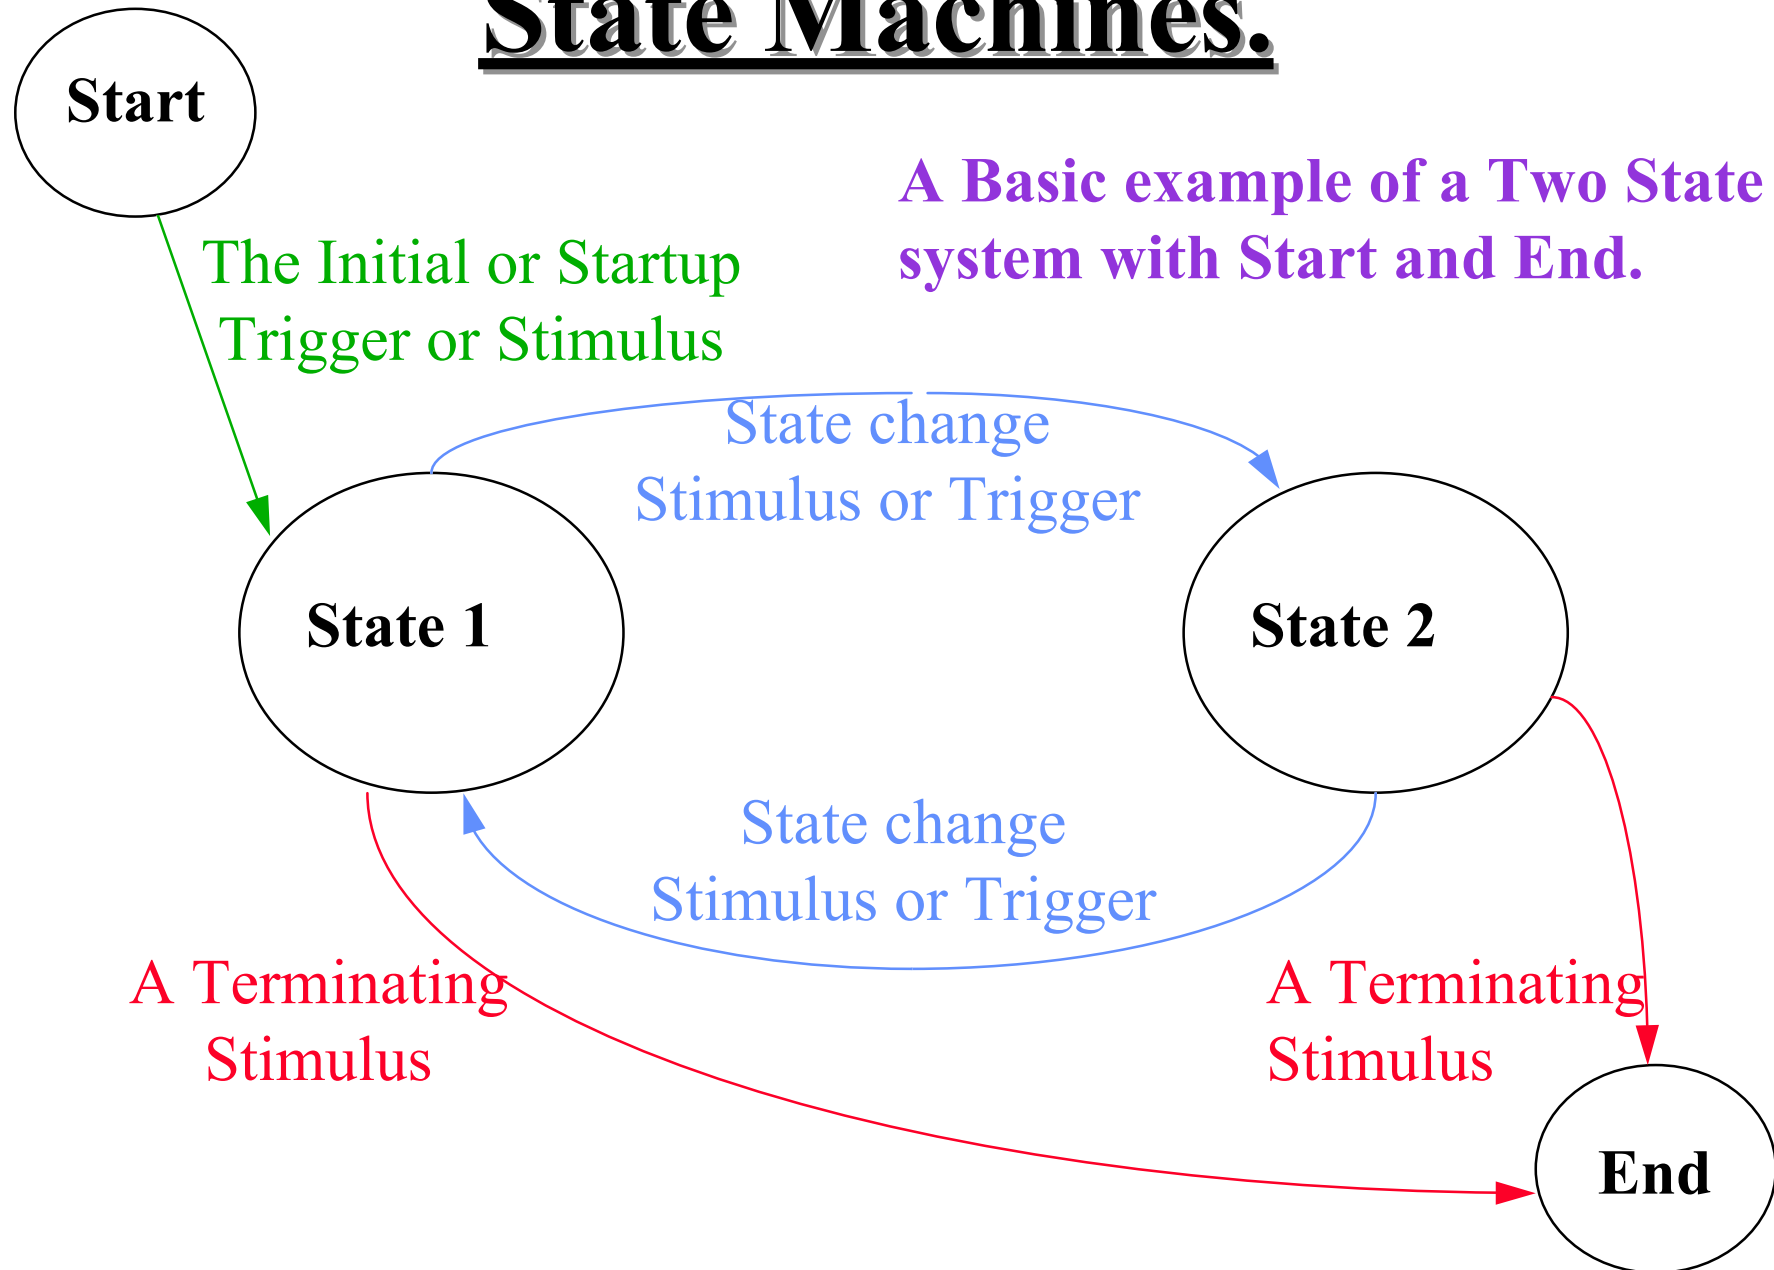 State Machines.
Start
A Basic example of a Two State
system with Start and End.
The Initial or Startup
Trigger or Stimulus
State change
Stimulus or Trigger
State 1
State 2
State change
Stimulus or Trigger
A Terminating
Stimulus
A Terminating
Stimulus
End